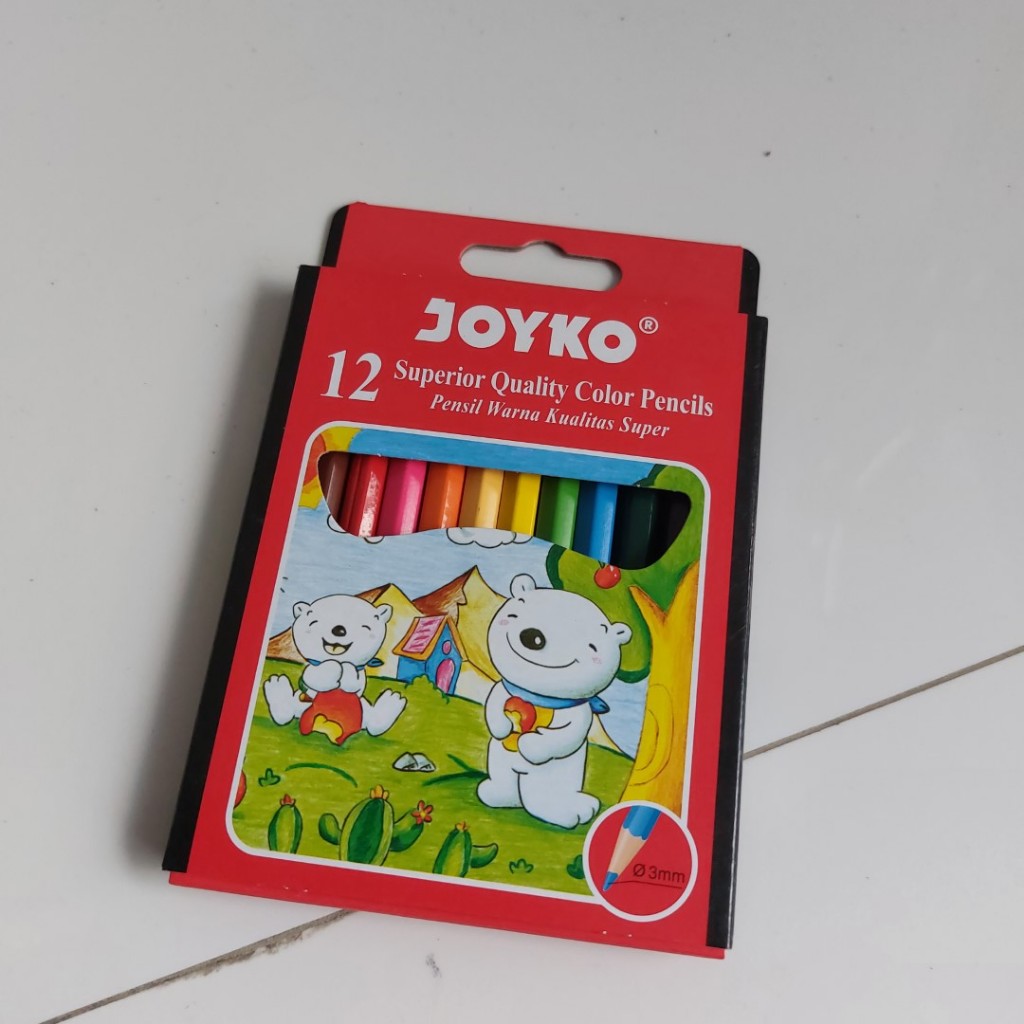 JOYKO®
12 Superior Quality Color Pencils
Pensil Warna Kualitas Super
Ø 3mm